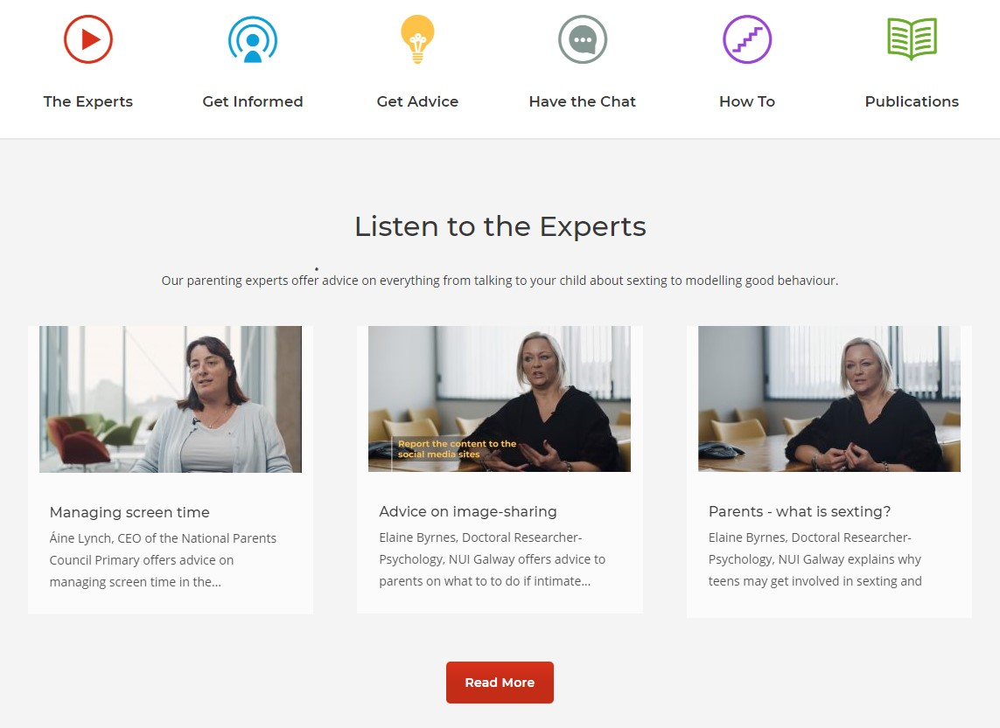 The Experts
Get Informed
Get Advice
Have the Chat
How To
Publications
Listen to the Experts
Our parenting experts offer advice on everything from talking to your child about sexting to modelling good behaviour.
Report the content to the
social media sites
Managing screen time
Áine Lynch, CEO of the National Parents
Council Primary offers advice on
managing screen time in the...
Advice on image-sharing
Elaine Byrnes, Doctoral Researcher-
Psychology, NUI Galway offers advice to
parents on what to to do if intimate...
Parents - what is sexting?
Elaine Byrnes, Doctoral Researcher-
Psychology, NUI Galway explains why
teens may get involved in sexting and
Read More